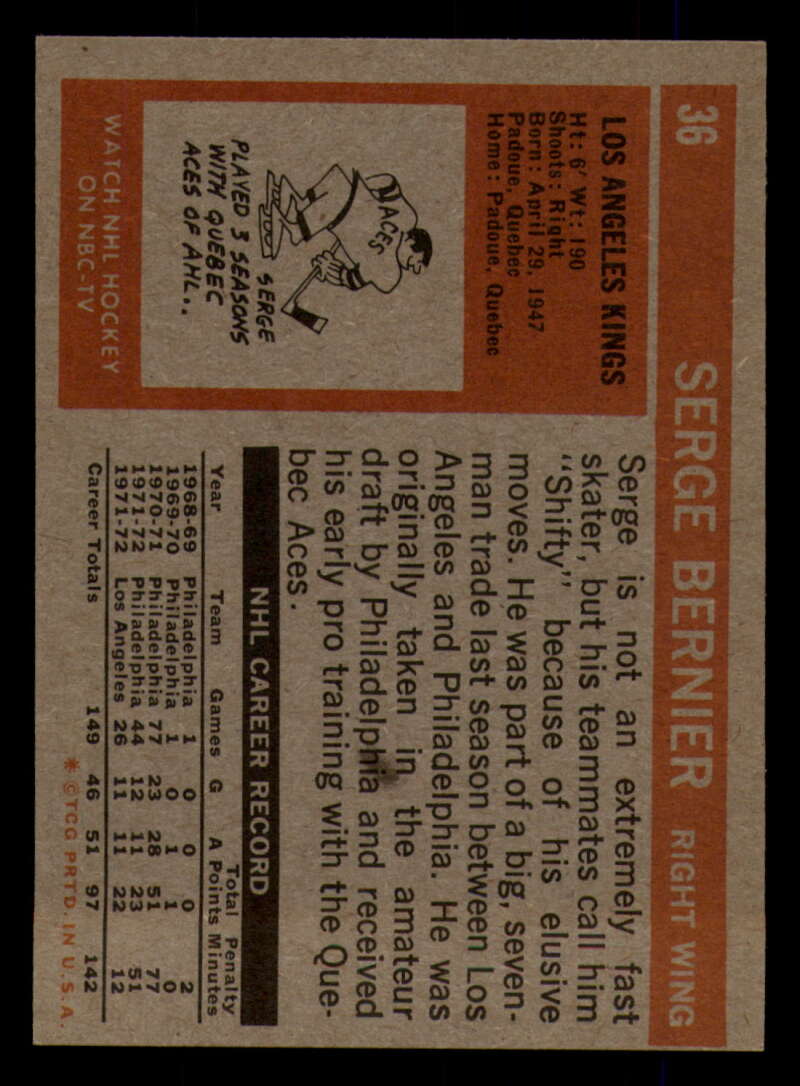 36 SERGE BERNIER RIGHT WING
LOS ANGELES KINGS
Ht: 6' Wt: 190
Shoots: Right
Born: April 29, 1947
Padoue, Quebec
Home: Padoue, Quebec
ACES
SERGE
PLAYED 3 SEASONS
WITH QUEBEC
ACES OF AHL..
WATCH NHL HOCKEY
ON NBC-TV
Serge is not an extremely fast
skater, but his teammates call him
"Shifty" because of his elusive
moves. He was part of a big, seven-
man trade last season between Los
Angeles and Philadelphia. He was
originally taken in the amateur
draft by Philadelphia and received
his early pro training with the Que-
bec Aces.
NHL CAREER RECORD
Total Penalty
Year Team Games G A Points Minutes
1968-69 Philadelphia 1 0 0 0 2
1969-70 Philadelphia 1 0 1 1 0
1970-71 Philadelphia 77 23 28 51 77
1971-72 Philadelphia 44 12 11 23 51
1971-72 Los Angeles 26 11 11 22 12
Career Totals 149 46 51 97 142
* © TCG PRTD. IN U.S.A.